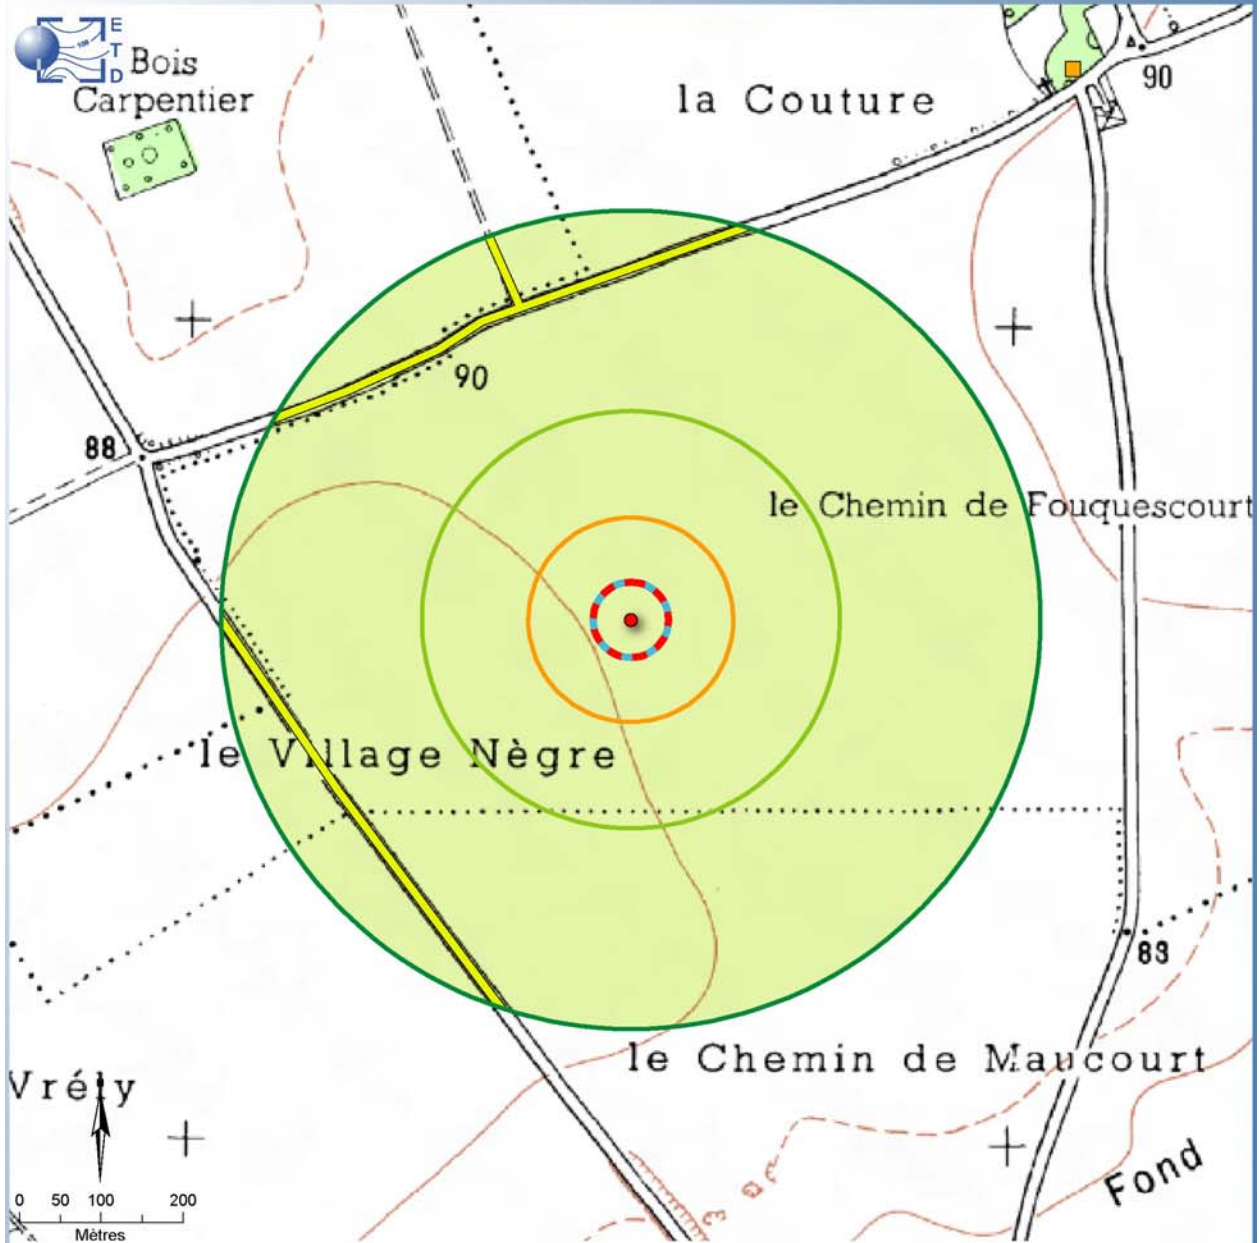 E
T
D
Bois
Carpentier
la Couture
90
90
88
le Chemin de Fouquescourt
le Village Nègre
83
le Chemin de Maucourt
Vrély
Fond
0 50 100 200
Mètres